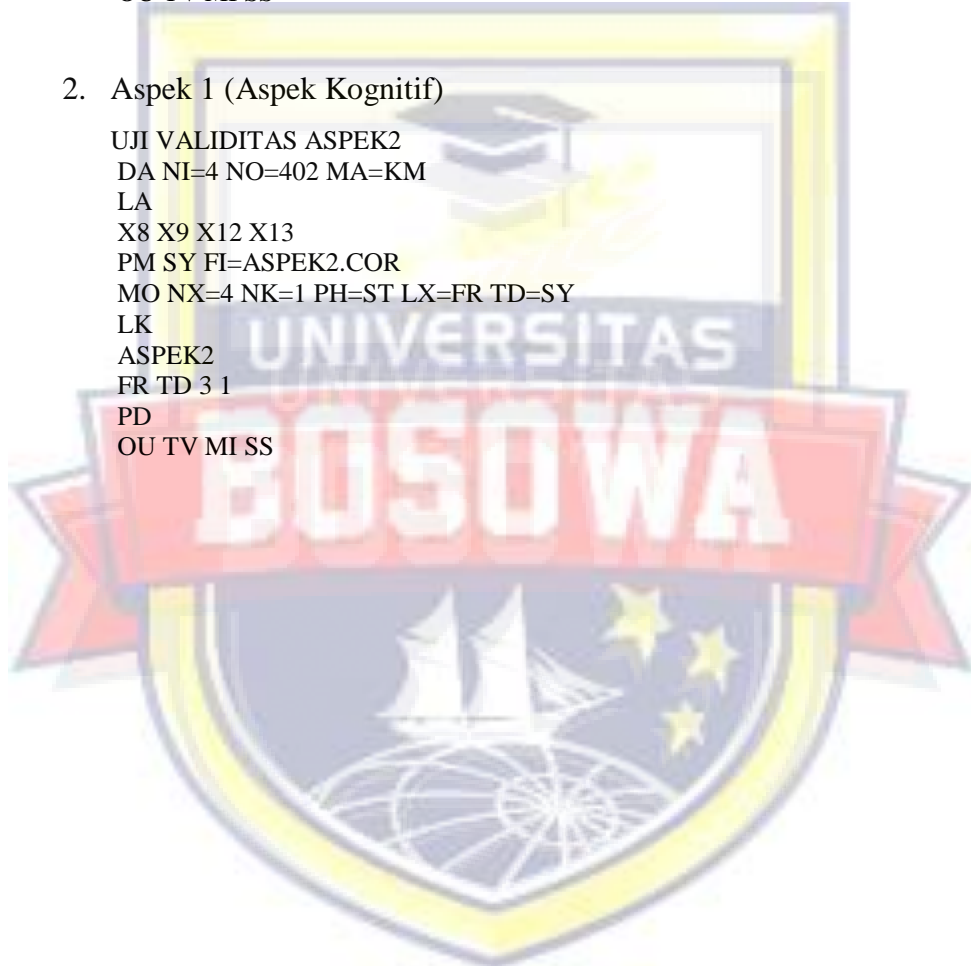 2. Aspek 1 (Aspek Kognitif)
UJI VALIDITAS ASPEK2
DA NI=4 NO=402 MA=KM
LA
X8 X9 X12 X13
PM SY FI=ASPEK2.COR
MO NX=4 NK=1 PH=ST LX=FR TD=SY
LK
ASPEK2
FR TD 3 1
PD
OU TV MI SS
UNIVERSITAS
BOSOWA